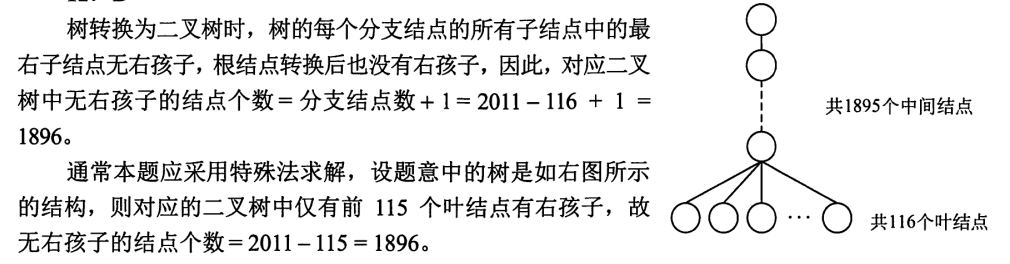 树转换为二叉树时，树的每个分支结点的所有子结点中的最
右子结点无右孩子，根结点转换后也没有右孩子，因此，对应二叉
树中无右孩子的结点个数＝分支结点数＋1＝2011－116 ＋ 1 ＝
1896。
通常本题应采用特殊法求解，设题意中的树是如右图所示
的结构，则对应的二叉树中仅有前 115 个叶结点有右孩子，故
无右孩子的结点个数＝2011－115＝1896。
共1895个中间结点
···
共116个叶结点